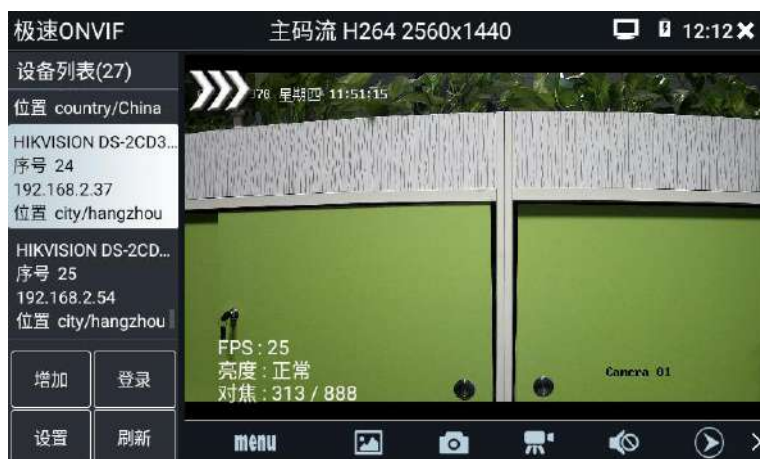 极速ONVIF
主码流 H264 2560x1440
12:12
设备列表(27)
位置 country/China
HIKVISION DS-2CD3...
序号 24
192.168.2.37
位置 city/hangzhou
HIKVISION DS-2CD...
序号 25
192.168.2.54
位置 city/hangzhou
增加
登录
设置
刷新
星期四 11:51:15
FPS : 25
亮度 : 正常
对焦 : 313 / 888
Camera 01
menu